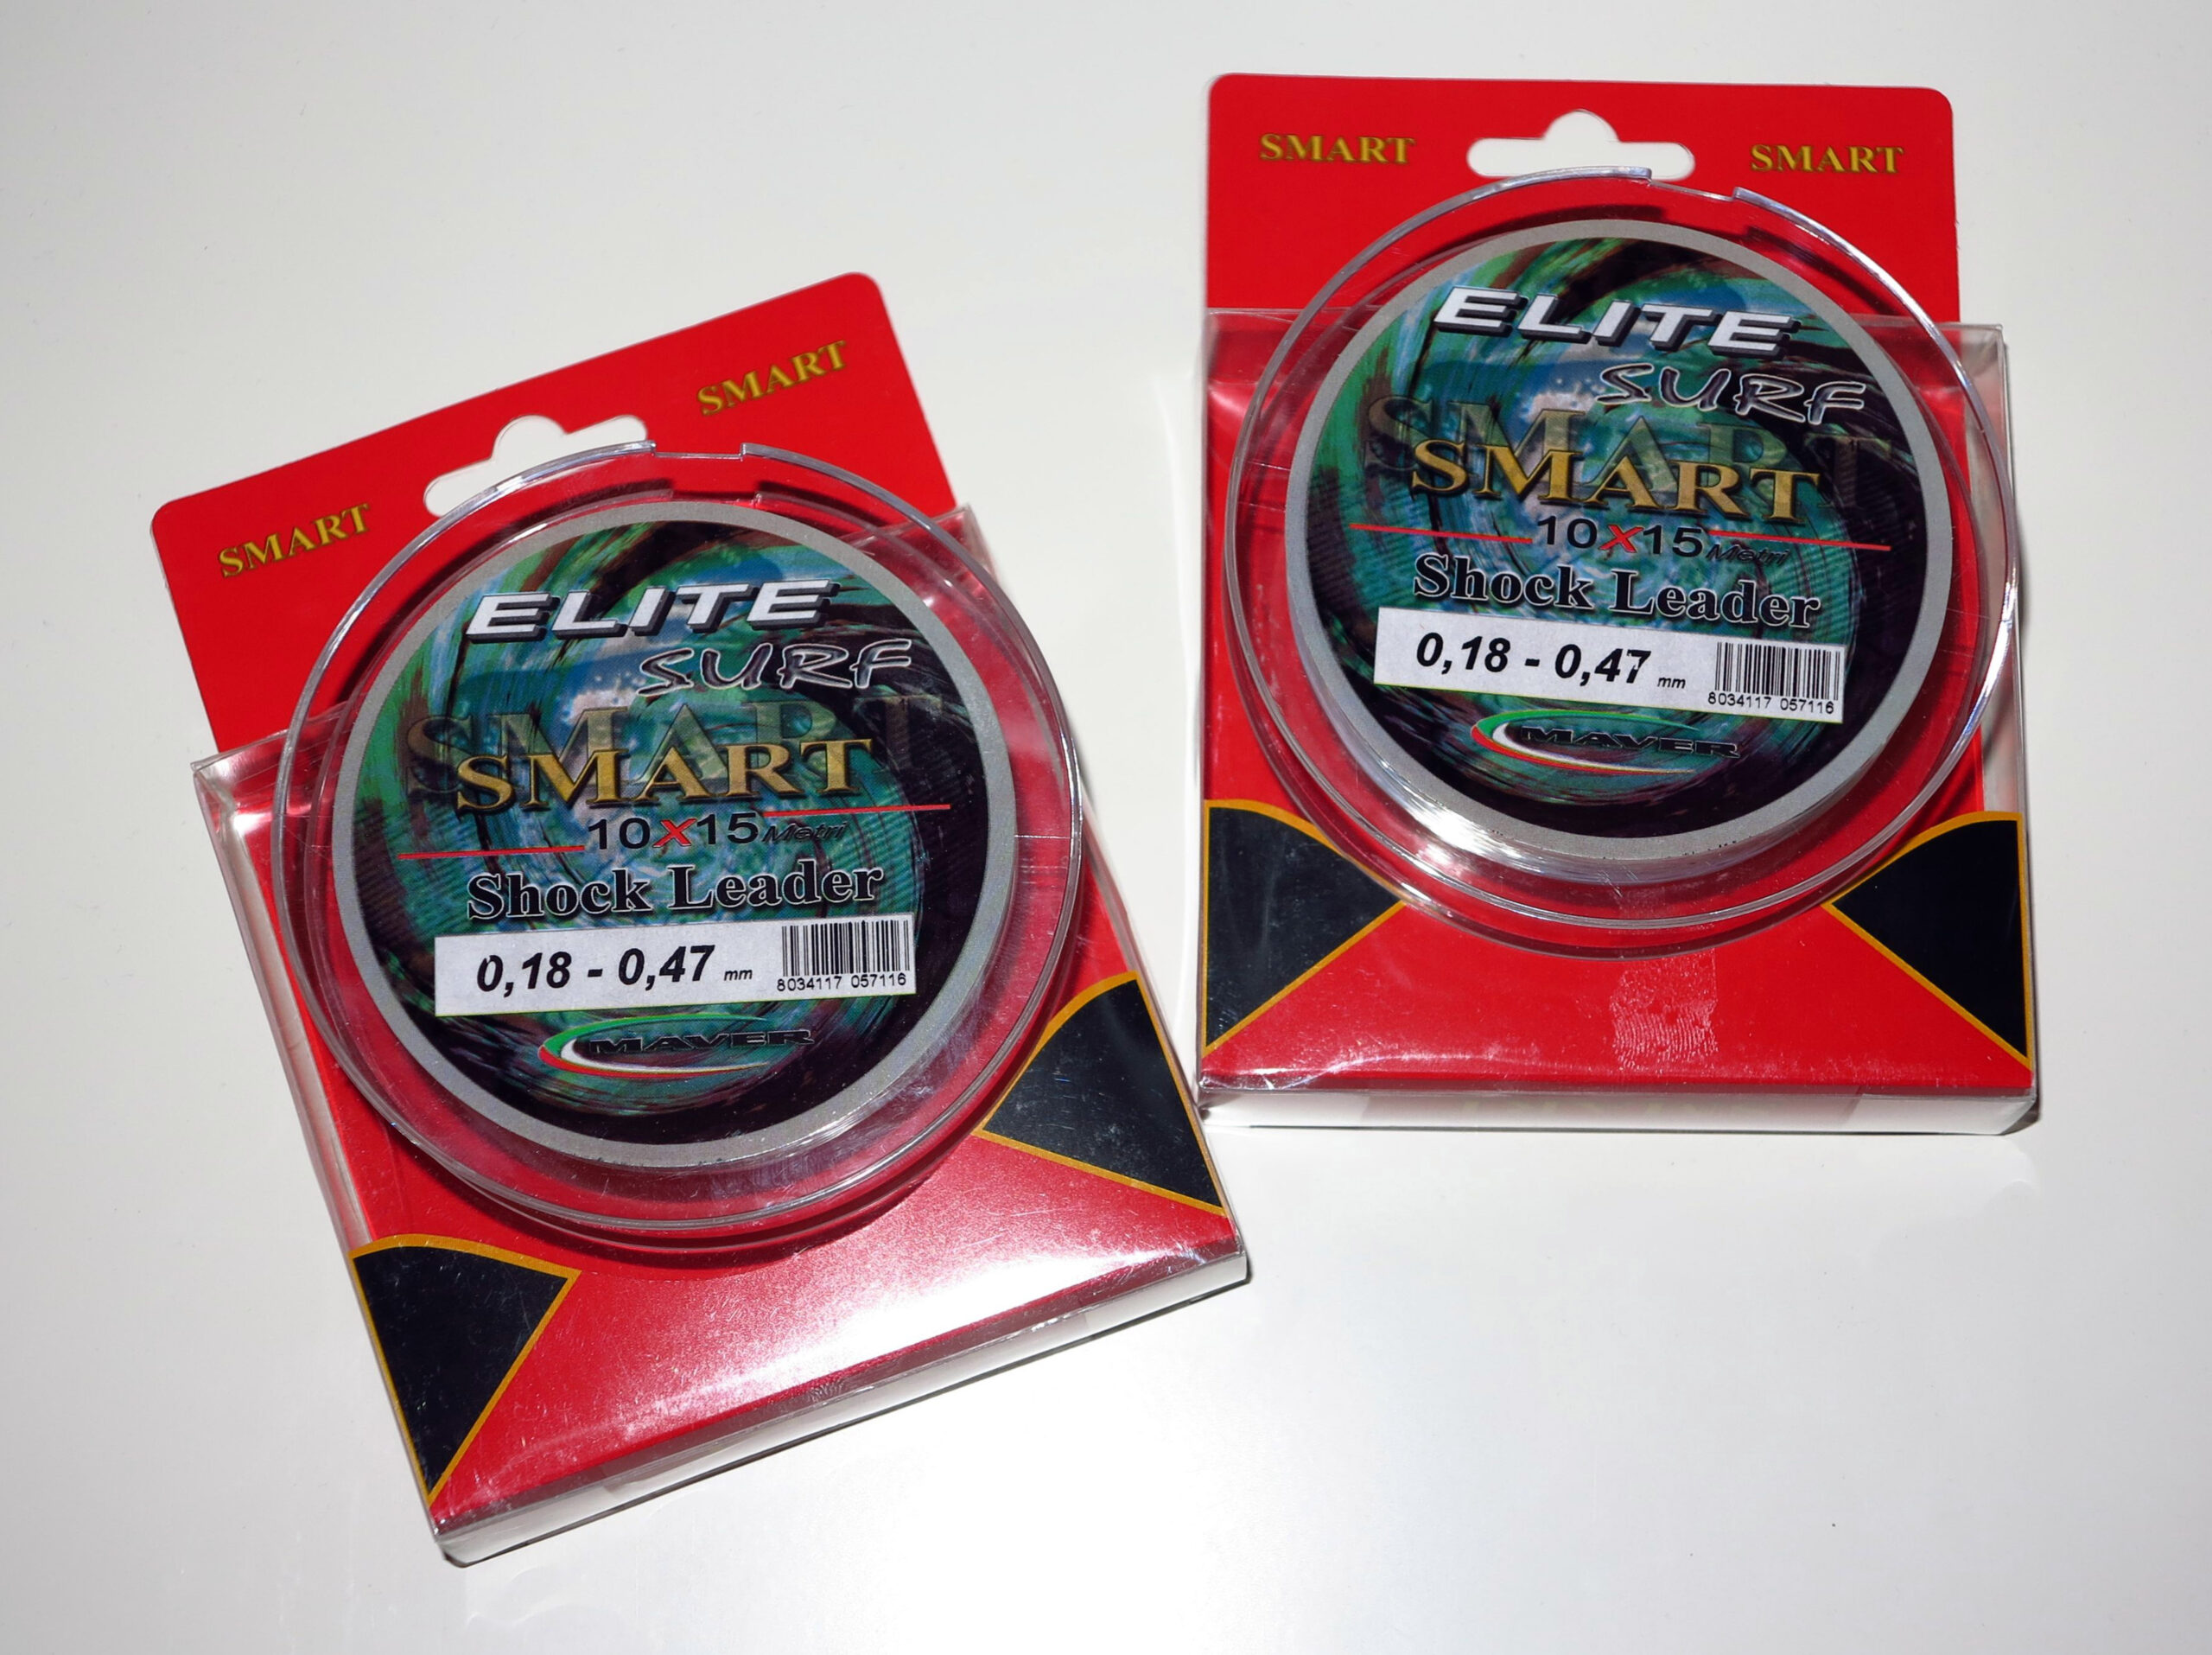 SMART SMART
ELITE
SURF
SMART
SMART
10X15 Metri
Shock Leader
0,18 - 0,47 mm
8034117 057116
MAVER
SMART SMART
ELITE
SURF
SMART
SMART
10X15 Metri
Shock Leader
0,18 - 0,47 mm
8034117 057116
MAVER